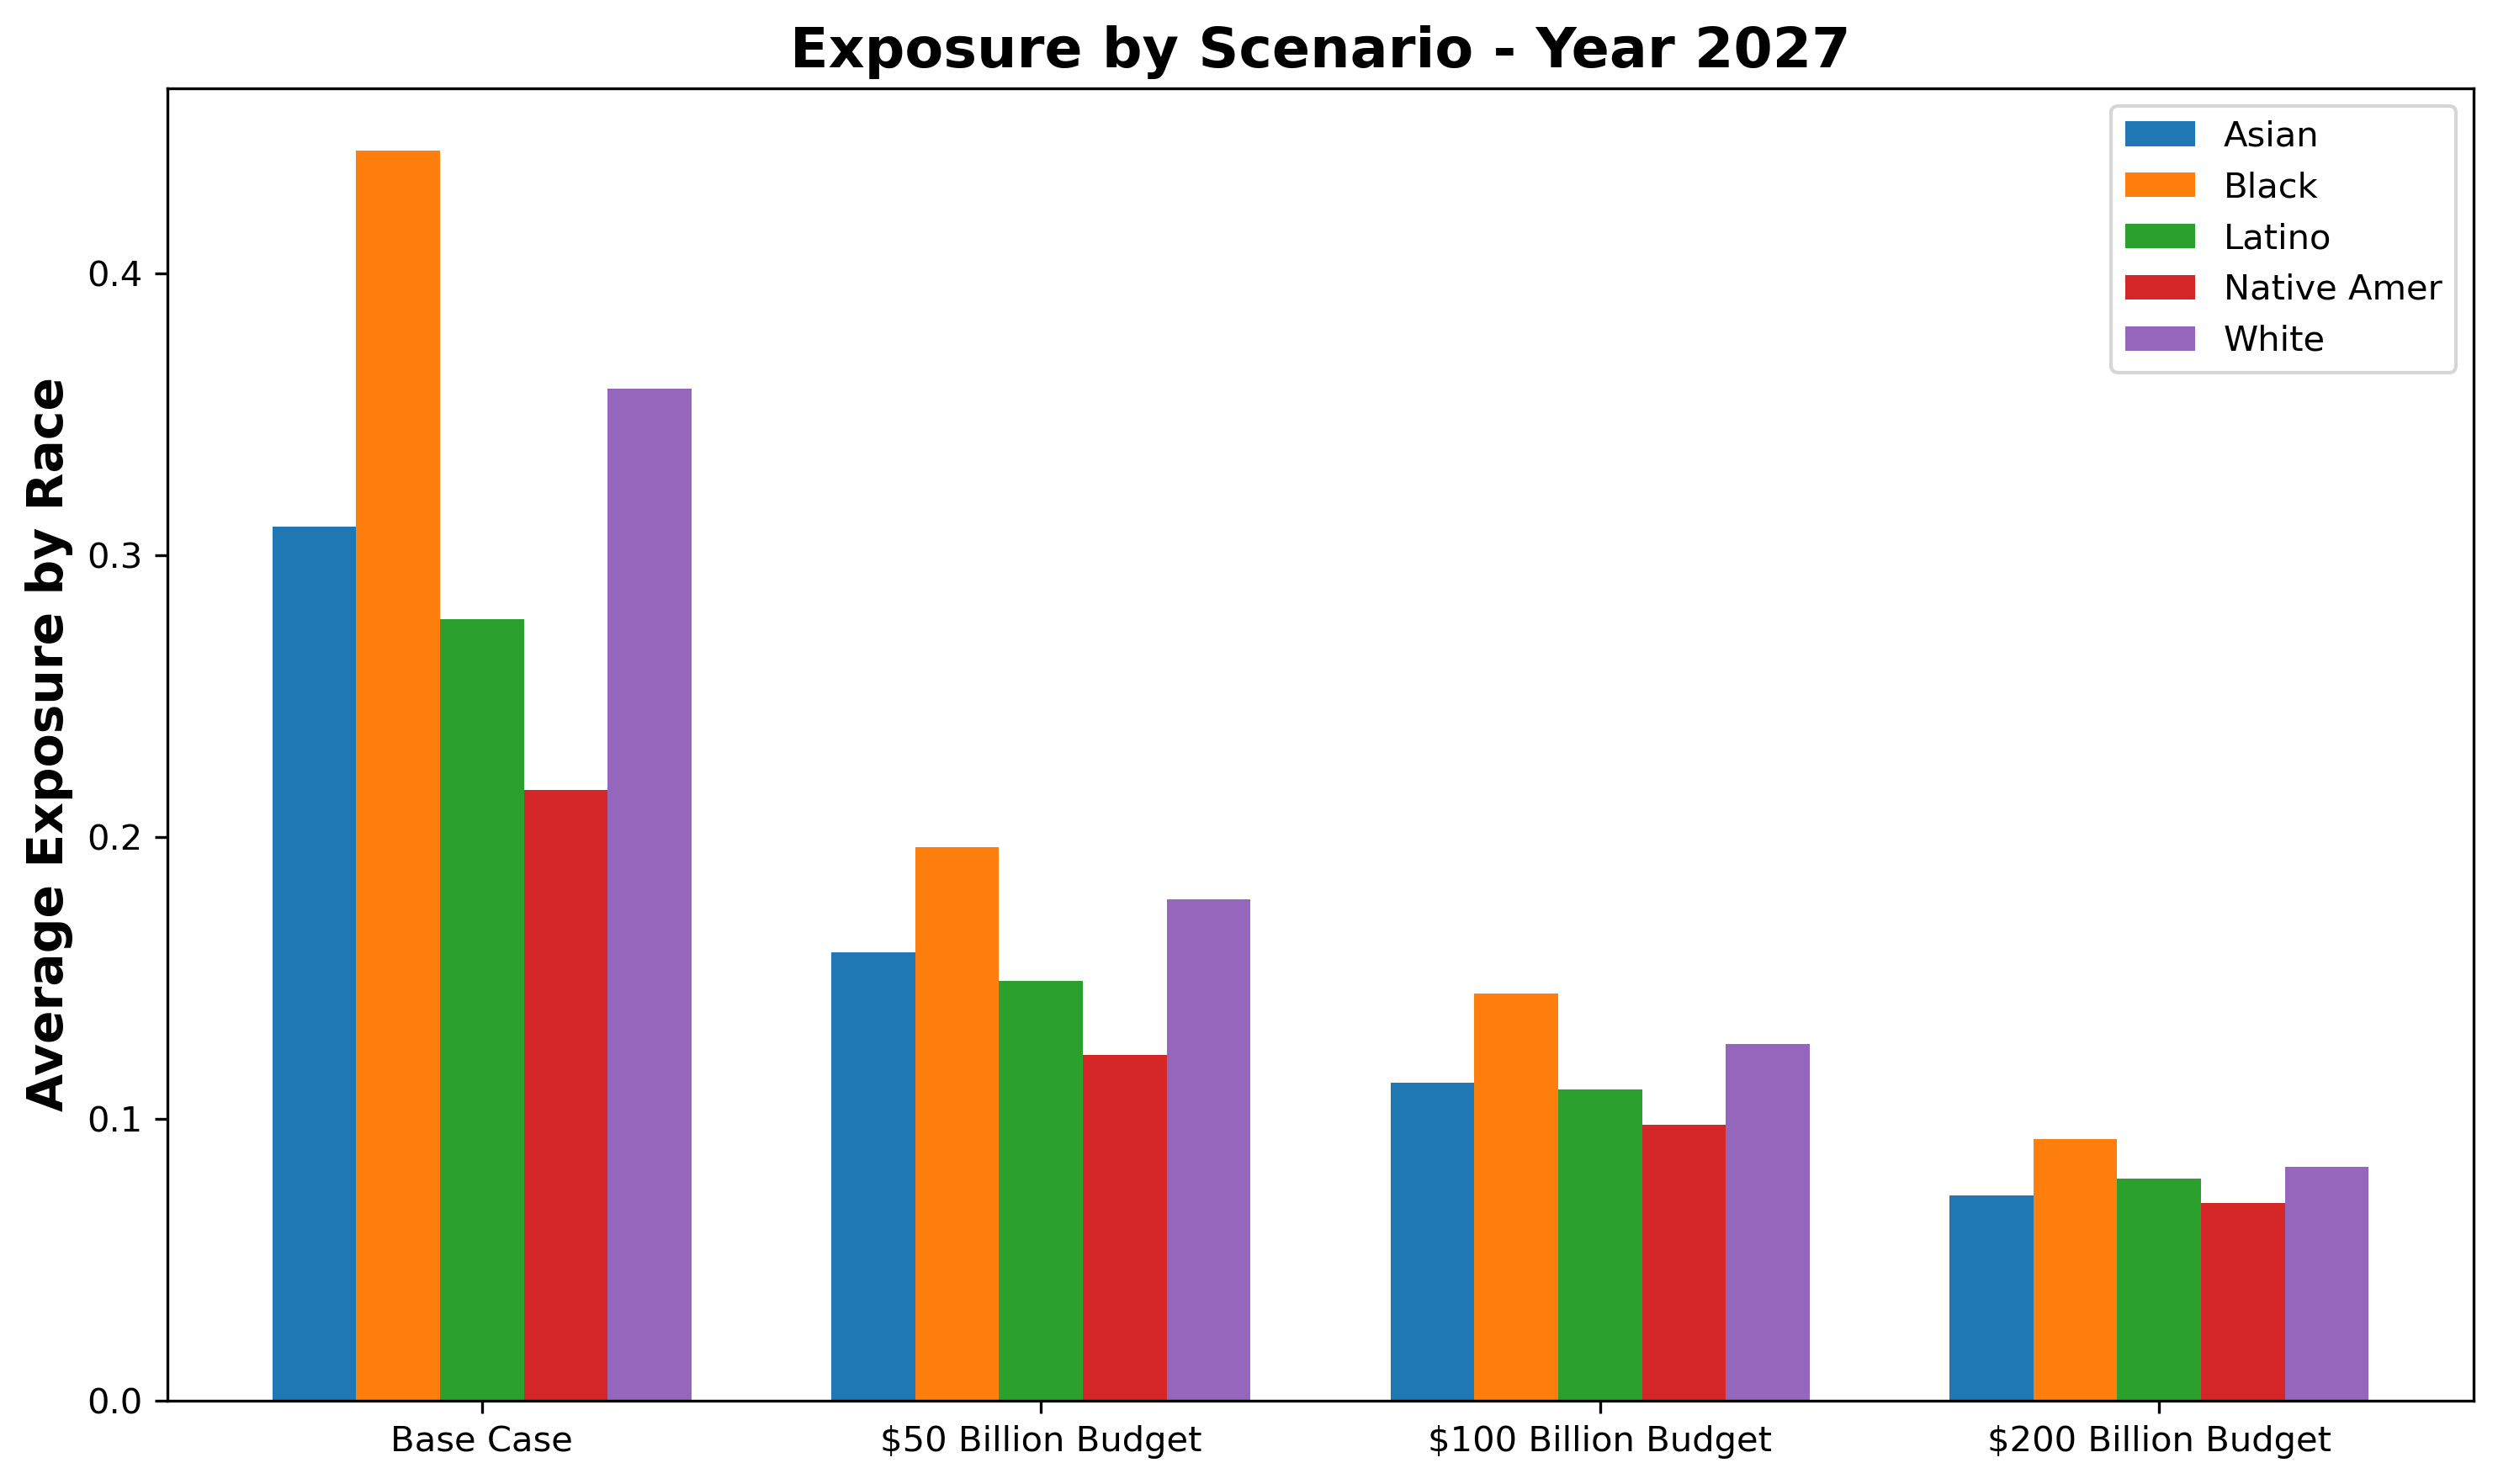 Exposure by Scenario - Year 2027
Average Exposure by Race
0.4
0.3
0.2
0.1
0.0
Asian
Black
Latino
Native Amer
White
Base Case
$50 Billion Budget
$100 Billion Budget
$200 Billion Budget